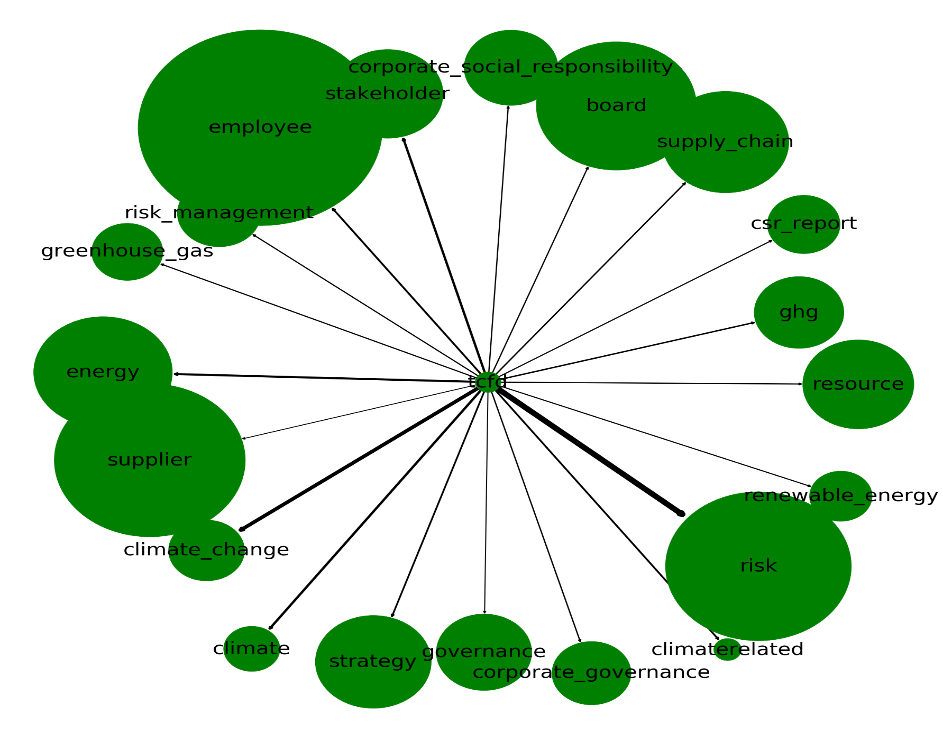 corporate_social_responsibility
stakeholder
board
employee
supply_chain
risk_management
csr_report
greenhouse_gas
ghg
energy
tcfd
resource
supplier
renewable_energy
climate_change
risk
climate
strategy
governance
climaterelated
corporate_governance